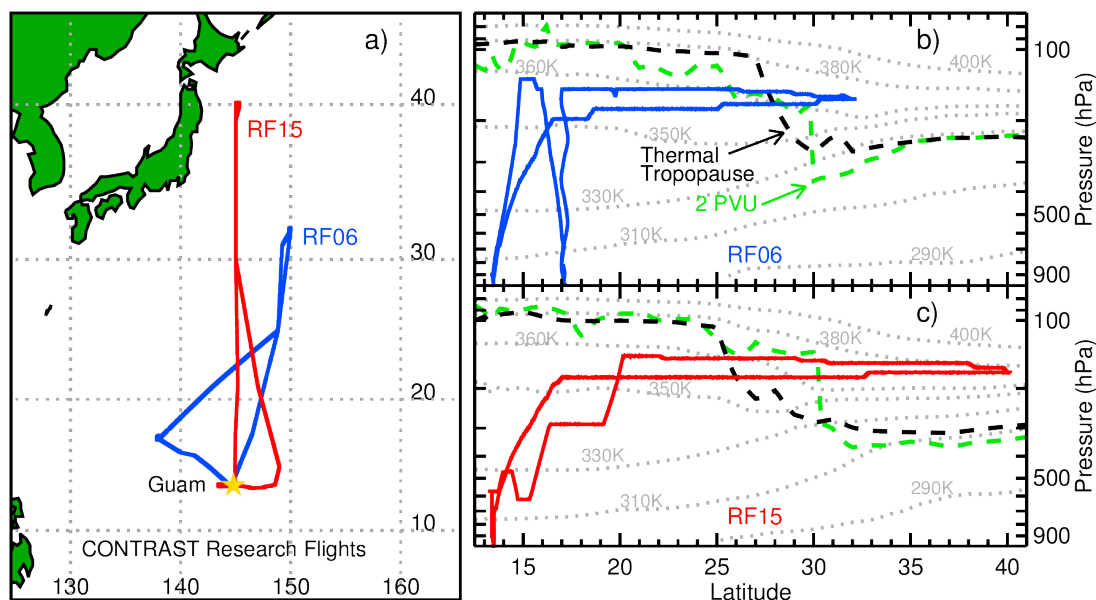 a)
40
RF15
RF06
30
20
Guam
10
CONTRAST Research Flights
130
140
150
160
b)
100
400K
360K
380K
350K
Thermal
Tropopause
330K
2 PVU
500
310K
RF06
290K
900
Pressure (hPa)
c)
100
400K
360K
380K
350K
330K
500
310K
290K
RF15
900
Pressure (hPa)
15
20
25
30
35
40
Latitude